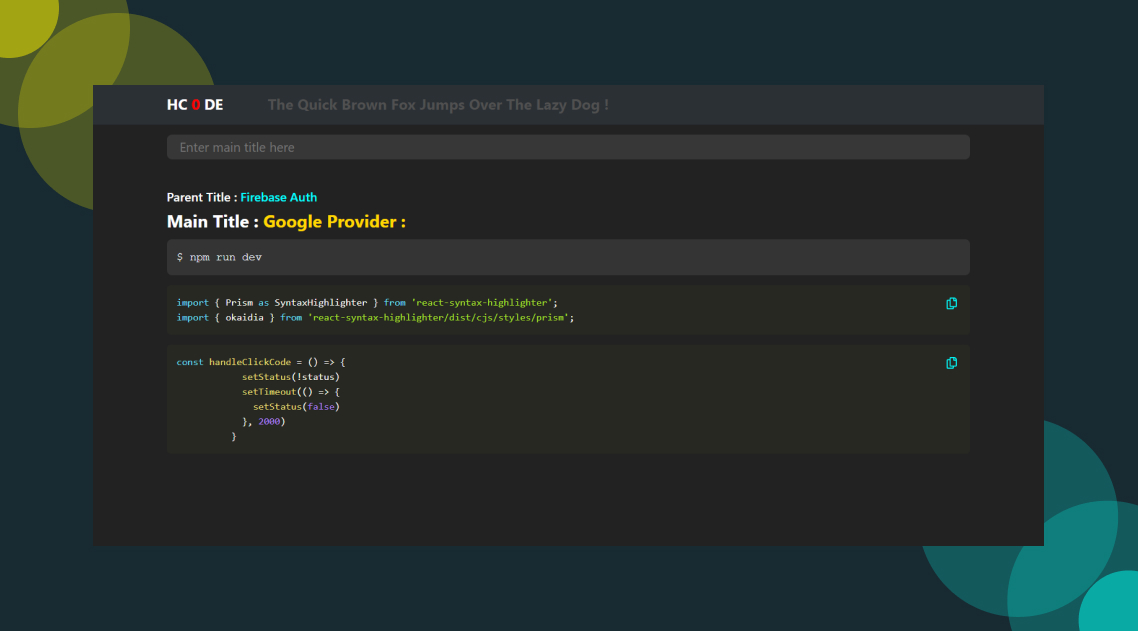 HC 0 DE The Quick Brown Fox Jumps Over The Lazy Dog !
Enter main title here
Parent Title : Firebase Auth
Main Title : Google Provider :
$ npm run dev
import { Prism as SyntaxHighlighter } from 'react-syntax-highlighter';
import { okaidia } from 'react-syntax-highlighter/dist/cjs/styles/prism';
const handleClickCode = () => {
            setStatus(!status)
            setTimeout(() => {
              setStatus(false)
            }, 2000)
          }